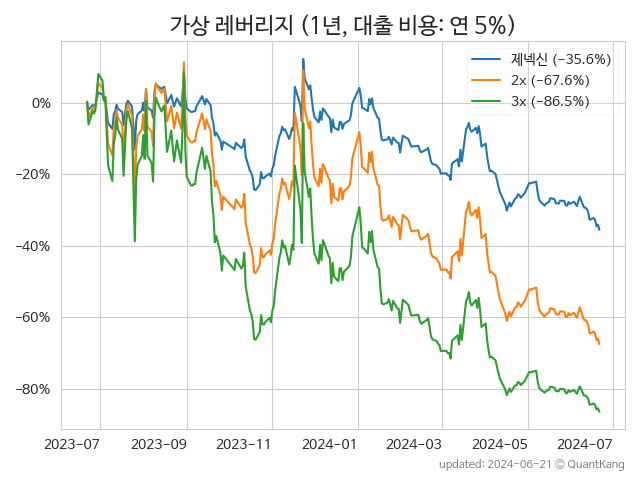 가상 레버리지 (1년, 대출 비용: 연 5%)
제넥신 (−35.6%)
2x (−67.6%)
3x (−86.5%)
0%
−20%
−40%
−60%
−80%
2023-07 2023-09 2023-11 2024-01 2024-03 2024-05 2024-07
updated: 2024-06-21 © QuantKang